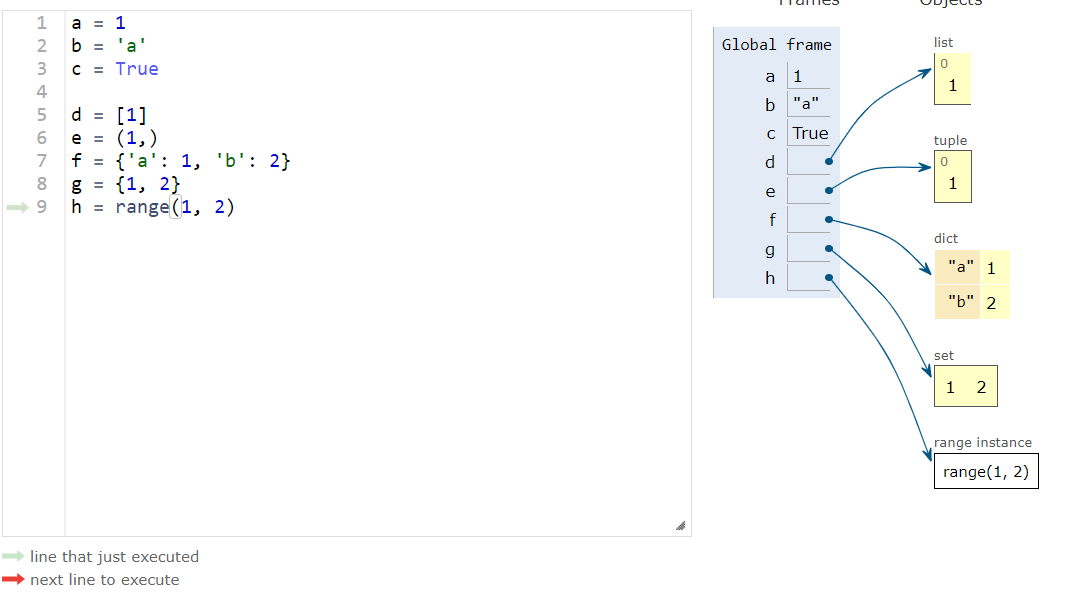 1 a = 1
2 b = 'a'
3 c = True
4
5 d = [1]
6 e = (1,)
7 f = {'a': 1, 'b': 2}
8 g = {1, 2}
9 h = range(1, 2)
line that just executed
next line to execute
Frames
Objects
Global frame
a 1
b "a"
c True
d
e
f
g
h
list
0
1
tuple
0
1
dict
"a" 1
"b" 2
set
1 2
range instance
range(1, 2)